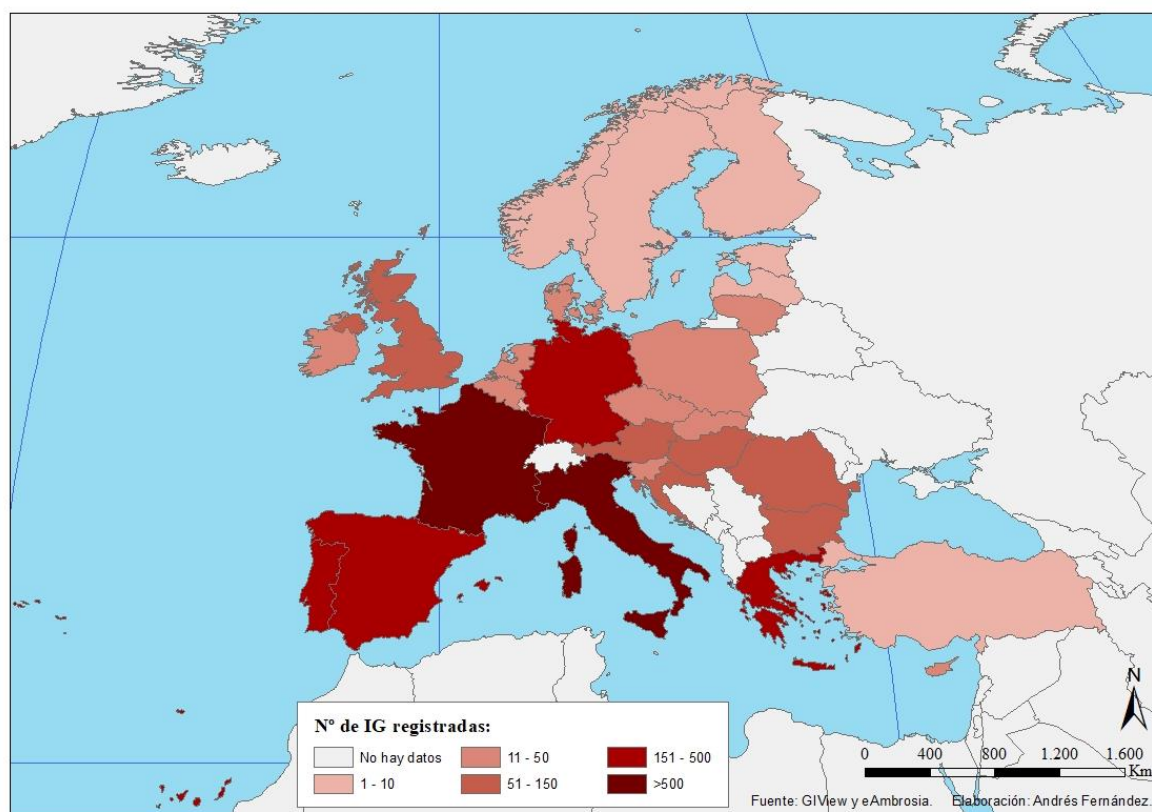 Nº de IG registradas:
No hay datos
11 - 50
151 - 500
1 - 10
51 - 150
>500
N
0 400 800 1.200 1.600
Km
Fuente: GIView y eAmbrosia. Elaboración: Andrés Fernández.